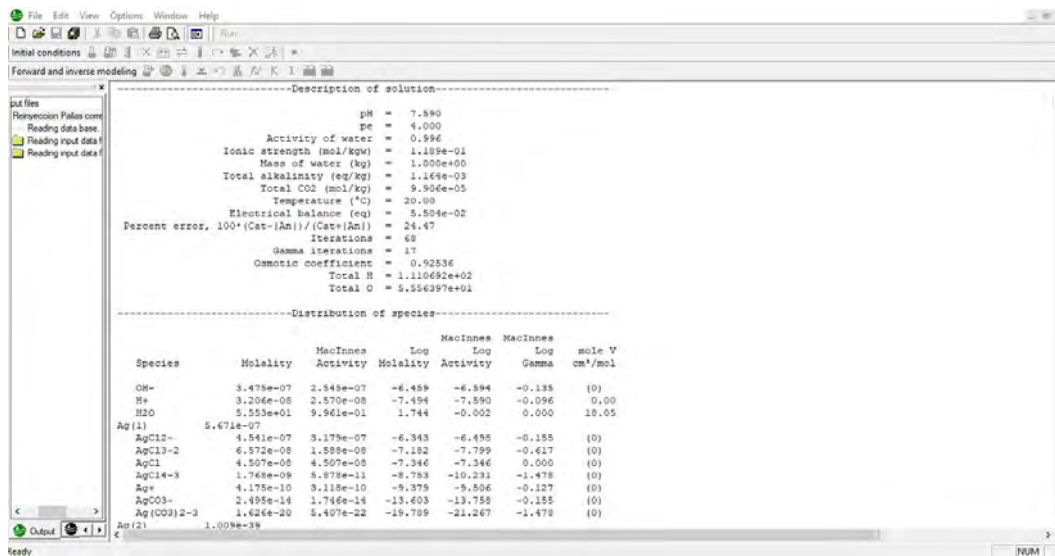 File Edit View Options Window Help
Run
Initial conditions
Forward and inverse modeling
put files
Reinyeccion Pallas corre
Reading data base.
Reading input data f
Reading input data f
Description of solution
pH = 7.590
pe = 4.000
Activity of water = 0.996
Ionic strength (mol/kgw) = 1.189e-01
Mass of water (kg) = 1.000e+00
Total alkalinity (eq/kg) = 1.164e-03
Total CO2 (mol/kg) = 9.906e-05
Temperature (°C) = 20.00
Electrical balance (eq) = 5.504e-02
Percent error, 100*(Cat-|An|)/(Cat+|An|) = 24.47
Iterations = 68
Gamma iterations = 17
Osmotic coefficient = 0.92536
Total H = 1.110692e+02
Total O = 5.556397e+01
Distribution of species
MacInnes MacInnes
MacInnes Log Log Log mole V
Species Molality Activity Molality Activity Gamma cm³/mol
OH- 3.475e-07 2.545e-07 -6.459 -6.594 -0.135 (0)
H+ 3.206e-08 2.570e-08 -7.494 -7.590 -0.096 0.00
H2O 5.553e+01 9.961e-01 1.744 -0.002 0.000 18.05
Ag(1) 5.671e-07
AgCl2- 4.541e-07 3.179e-07 -6.343 -6.498 -0.155 (0)
AgCl3-2 6.572e-08 1.588e-08 -7.182 -7.799 -0.617 (0)
AgCl 4.507e-08 4.507e-08 -7.346 -7.346 0.000 (0)
AgCl4-3 1.768e-09 5.878e-11 -8.753 -10.231 -1.478 (0)
Ag+ 4.175e-10 3.118e-10 -9.379 -9.506 -0.127 (0)
AgCO3- 2.495e-14 1.746e-14 -13.603 -13.758 -0.155 (0)
Ag(CO3)2-3 1.626e-20 5.407e-22 -19.789 -21.267 -1.478 (0)
Ag(2) 1.009e-39
Output
Ready NUM